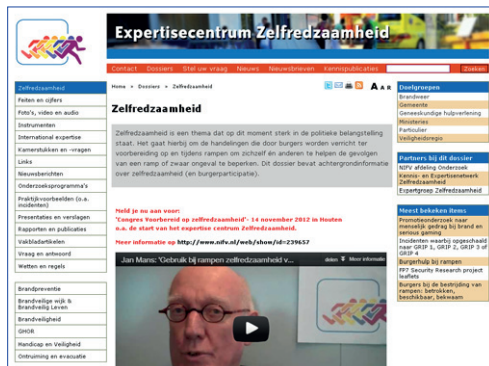 Expertisecentrum Zelfredzaamheid
Contact Dossiers Stel uw vraag Nieuws Nieuwsbrieven Kennispublicaties Zoeken
Zelfredzaamheid
Feiten en cijfers
Foto's, video en audio
Instrumenten
International expertise
Kamerstukken en -vragen
Links
Nieuwsberichten
Onderzoeksprogramma's
Praktijkvoorbeelden (o.a.
incidenten)
Presentaties en verslagen
Rapporten en publicaties
Vakbladartikelen
Vraag en antwoord
Wetten en regels
Brandpreventie
Brandveilige wijk &
Brandveilig Leven
Brandveiligheid
GHOR
Handicap en Veiligheid
Ontruiming en evacuatie
Home » Dossiers » Zelfredzaamheid
A A R
Zelfredzaamheid
Zelfredzaamheid is een thema dat op dit moment sterk in de politieke belangstelling
staat. Het gaat hierbij om de handelingen die door burgers worden verricht ter
voorbereiding op en tijdens rampen om zichzelf en anderen te helpen de gevolgen
van een ramp of zwaar ongeval te beperken. Dit dossier bevat achtergrondinformatie
over zelfredzaamheid (en burgerparticipatie).
Meld je nu aan voor:
'Congres Voorbereid op zelfredzaamheid'- 14 november 2012 in Houten
o.a. de start van het expertise centrum Zelfredzaamheid.
Meer informatie op http://www.nifv.nl/web/show/id=239657
Jan Mans: 'Gebruik bij rampen zelfredzaamheid v... delen Meer informatie
Doelgroepen
Brandweer
Gemeente
Geneeskundige hulpverlening
Ministeries
Particulier
Veiligheidsregio
Partners bij dit dossier
NIFV afdeling Onderzoek
Kennis- en Expertisenetwerk
Zelfredzaamheid
Expertgroep Zelfredzaamheid
Meest bekeken items
Promotieonderzoek naar
menselijk gedrag bij brand en
serious gaming
Incidenten waarbij opgeschaald
naar GRIP 1, GRIP 2, GRIP 3 of
GRIP 4
Burgerhulp bij rampen
FP7 Security Research project
leaflets
Burgers bij de bestrijding van
rampen: betrokken,
beschikbaar, bekwaam